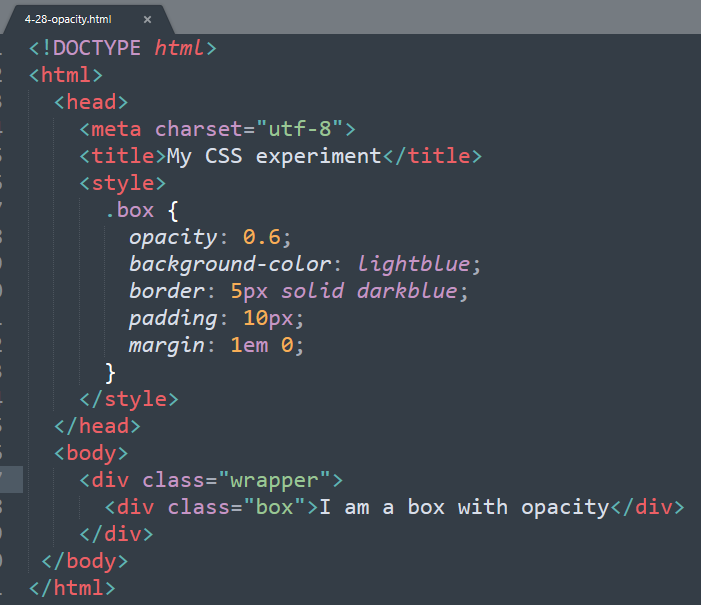 4-28-opacity.html ×
<!DOCTYPE html>
<html>
<head>
<meta charset="utf-8">
<title>My CSS experiment</title>
<style>
.box {
opacity: 0.6;
background-color: lightblue;
border: 5px solid darkblue;
padding: 10px;
margin: 1em 0;
}
</style>
</head>
<body>
<div class="wrapper">
<div class="box">I am a box with opacity</div>
</div>
</body>
</html>